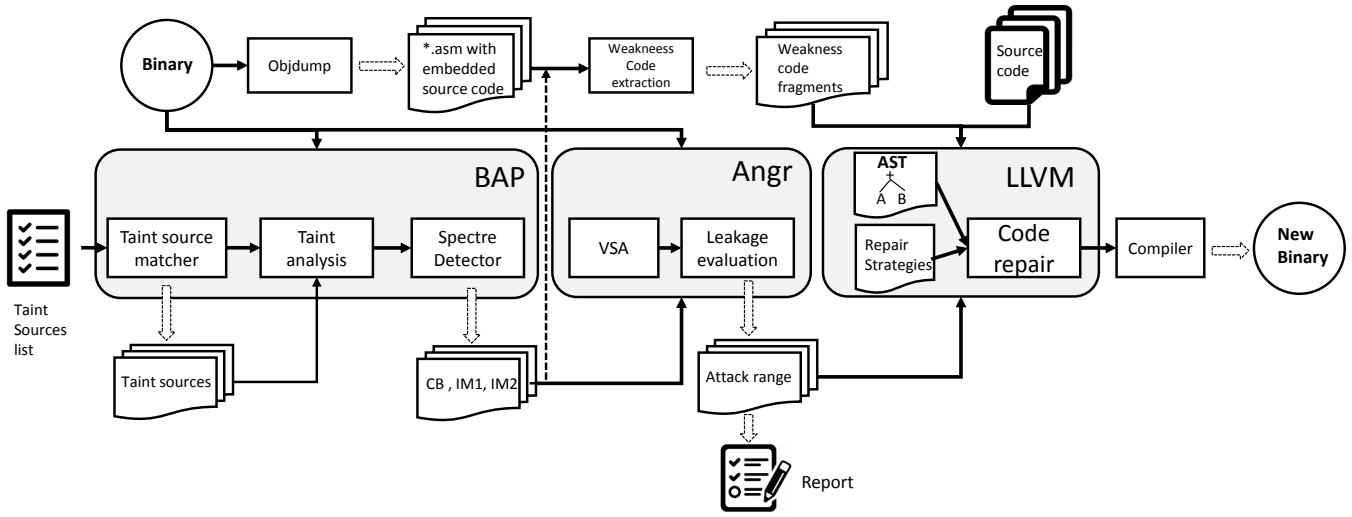 Binary
Objdump
*.asm with
embedded
source code
Weakneess
Code
extraction
Weakness
code
fragments
Source
code
BAP
Angr
LLVM
Taint source
matcher
Taint
analysis
Spectre
Detector
VSA
Leakage
evaluation
AST
+
A B
Repair
Strategies
Code
repair
Compiler
New
Binary
Taint
Sources
list
Taint sources
CB , IM1, IM2
Attack range
Report